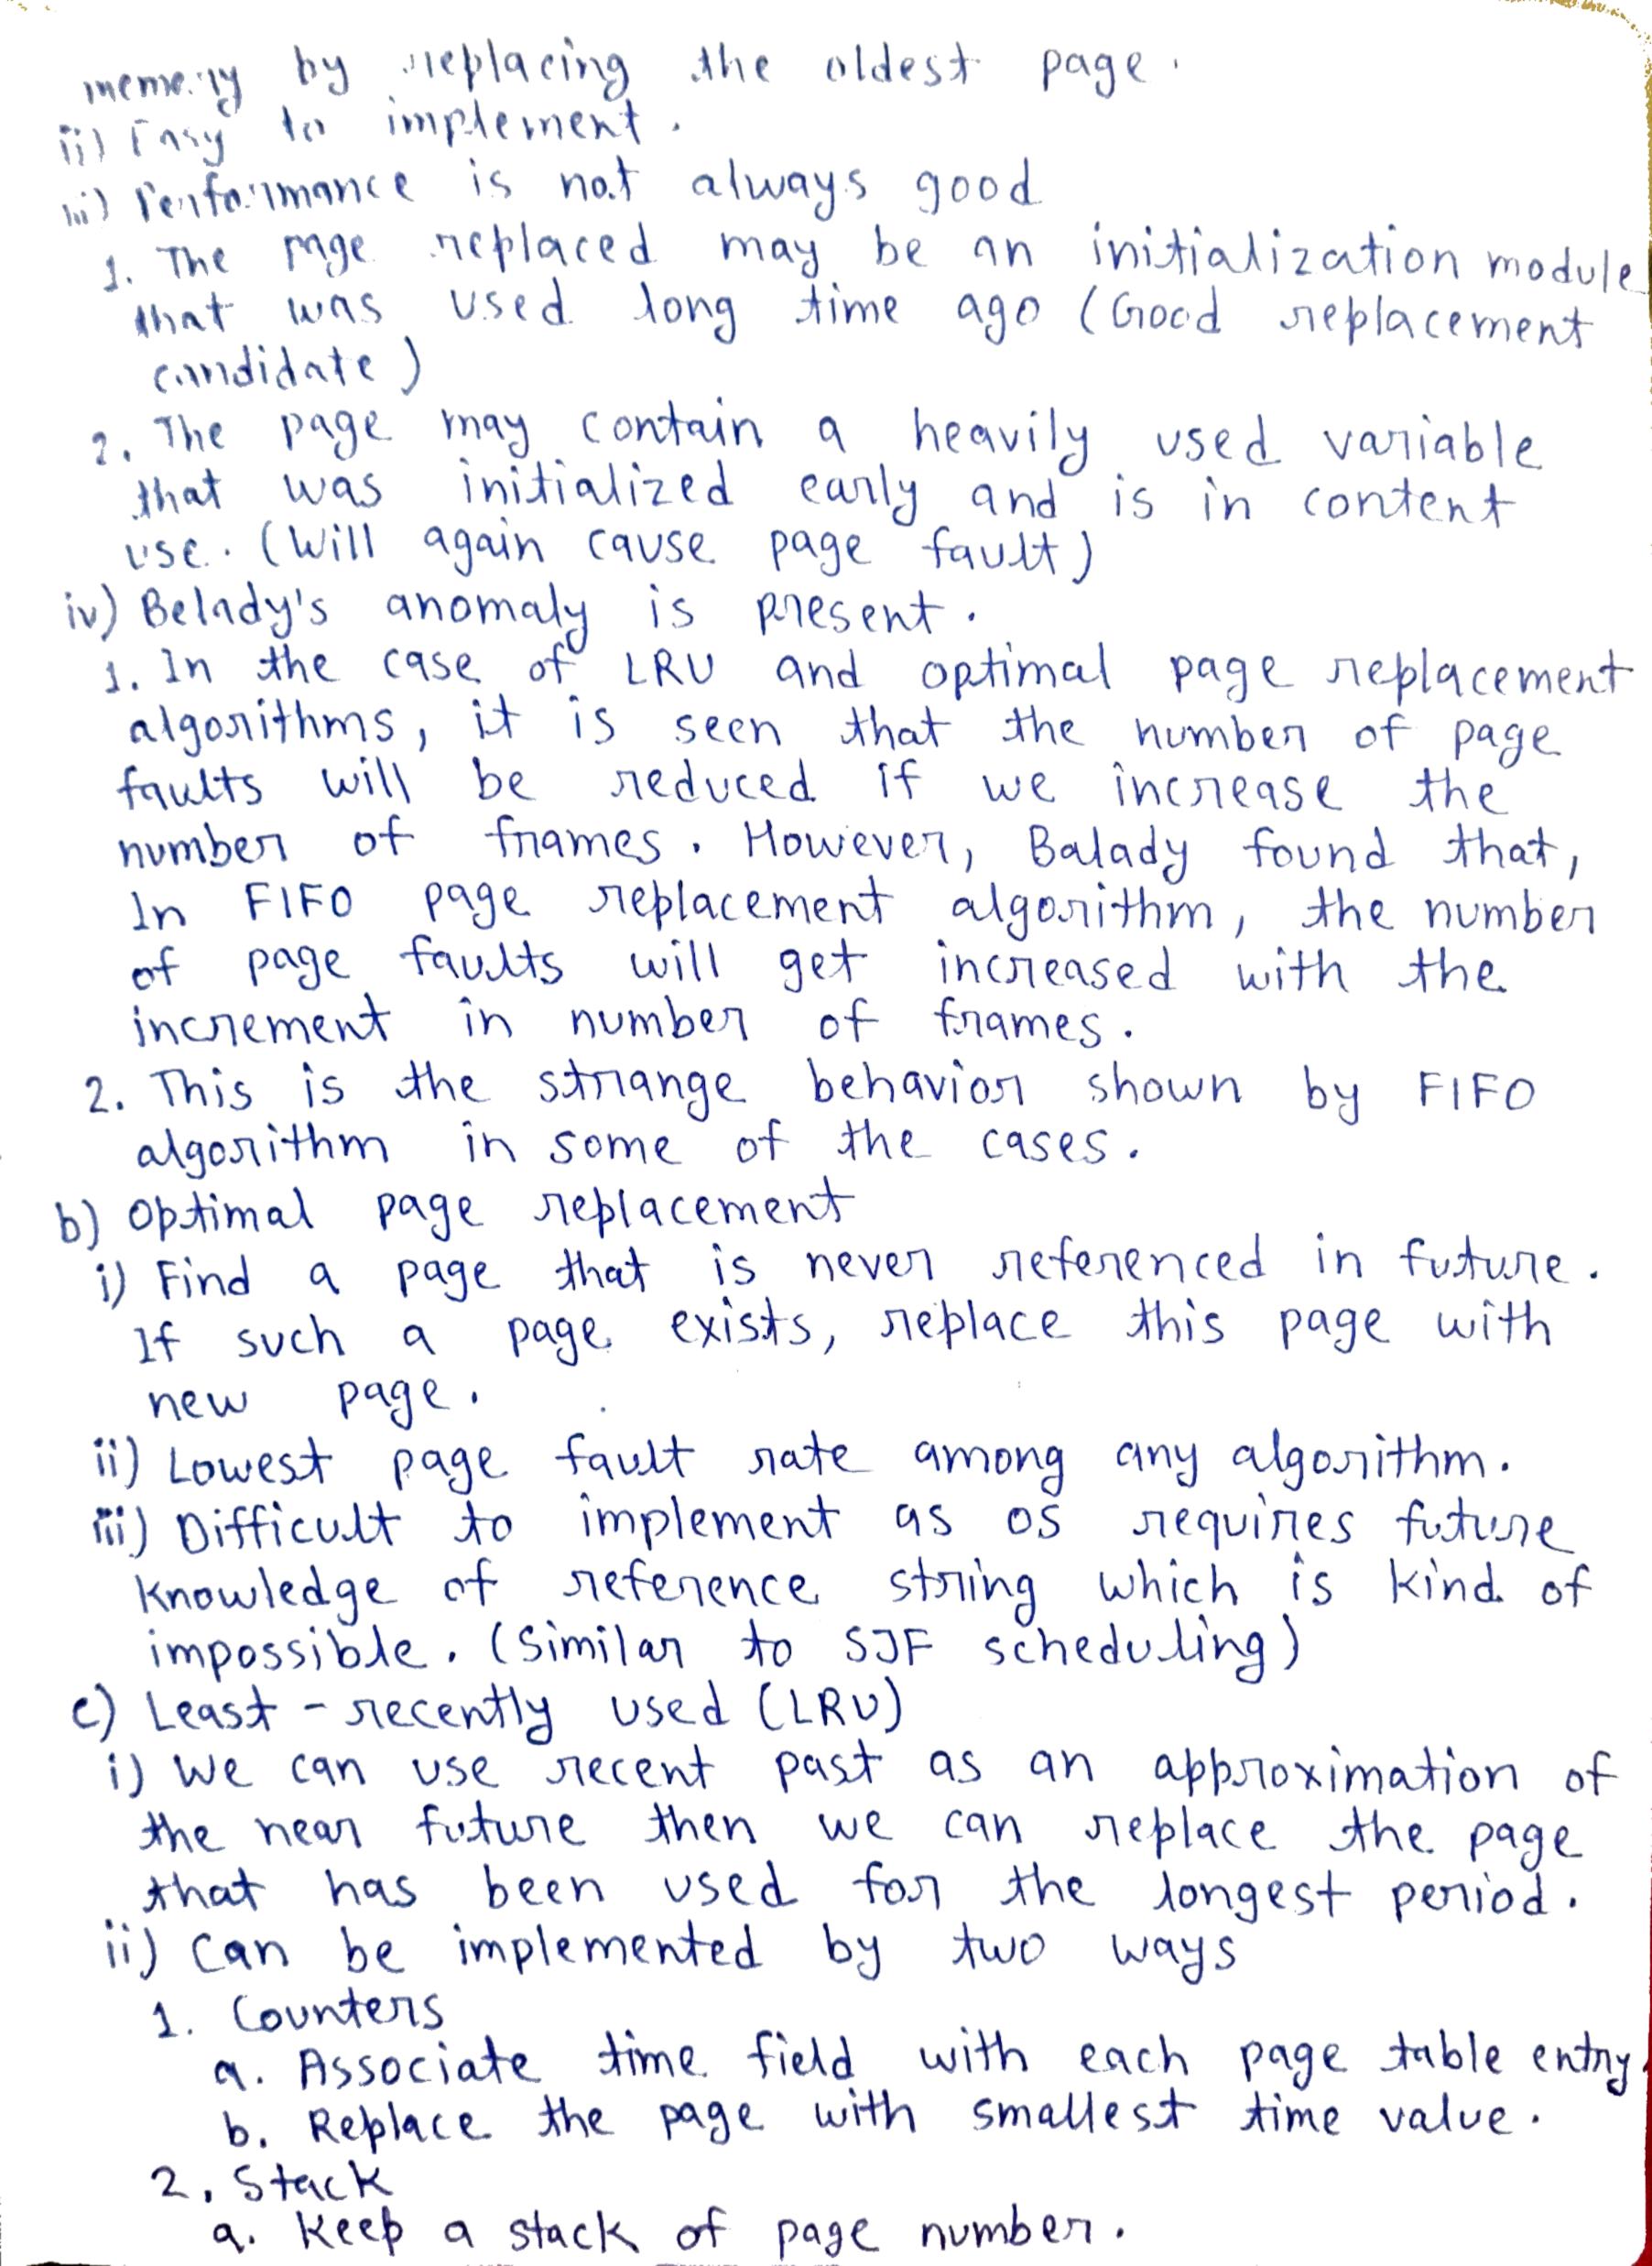 memory by replacing the oldest page.
ii) Easy to implement.
iii) Performance is not always good
1. The page replaced may be an initialization module
that was used long time ago (Good replacement
candidate)
2. The page may contain a heavily used variable
that was initialized early and is in content
use. (Will again cause page fault)
iv) Belady's anomaly is present.
1. In the case of LRU and optimal page replacement
algorithms, it is seen that the number of page
faults will be reduced if we increase the
number of frames. However, Balady found that,
In FIFO page replacement algorithm, the number
of page faults will get increased with the
increment in number of frames.
2. This is the strange behavior shown by FIFO
algorithm in some of the cases.
b) Optimal page replacement
i) Find a page that is never referenced in future.
If such a page exists, replace this page with
new page.
ii) Lowest page fault rate among any algorithm.
iii) Difficult to implement as OS requires future
knowledge of reference string which is kind of
impossible. (Similar to SJF scheduling)
c) Least-recently used (LRU)
i) We can use recent past as an approximation of
the near future then we can replace the page
that has been used for the longest period.
ii) Can be implemented by two ways
1. Counters
a. Associate time field with each page table entry.
b. Replace the page with smallest time value.
2. Stack
a. Keep a stack of page number.